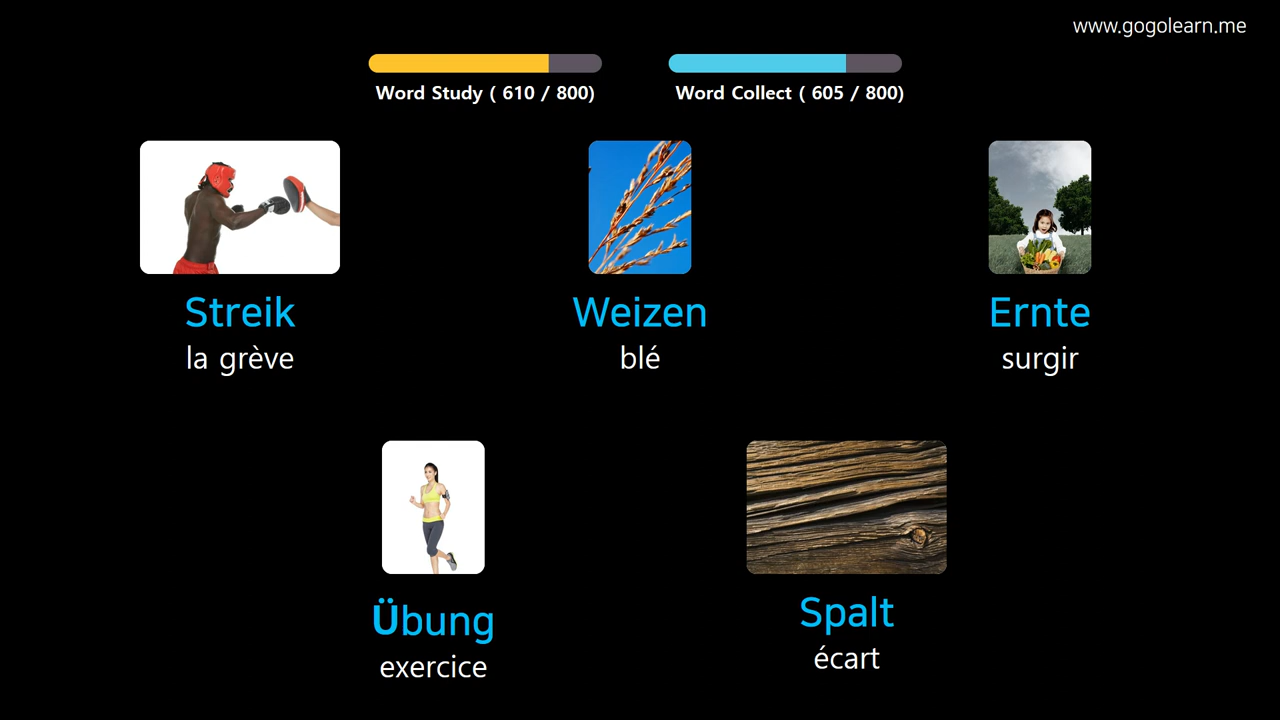 www.gogolearn.me
Word Study ( 610 / 800)
Word Collect ( 605 / 800)
Streik
la grève
Weizen
blé
Ernte
surgir
Übung
exercice
Spalt
écart